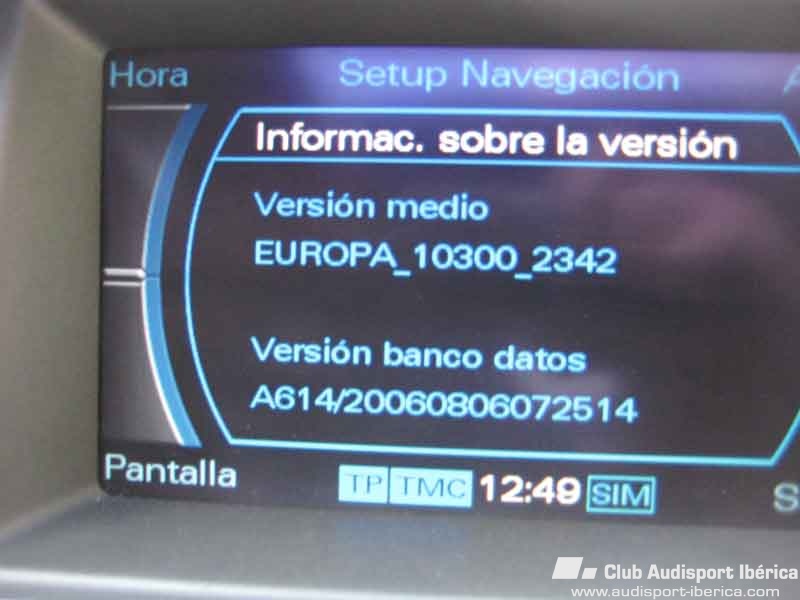 Hora
Setup Navegación
Informac. sobre la versión
Versión medio
EUROPA_10300_2342
Versión banco datos
A614/20060806072514
Pantalla
TP TMC 12:49 SIM
Club Audisport Ibérica
www.audisport-iberica.com